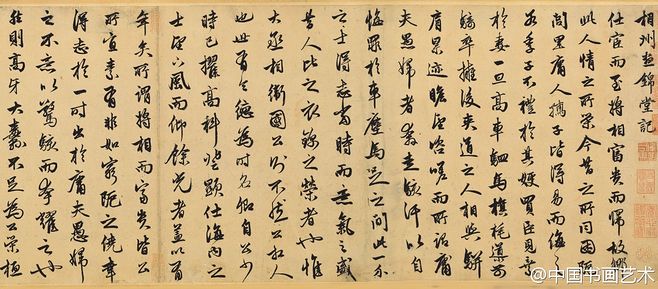 相州晝錦堂記
仕宦而至將相富貴而歸故鄉
此人情之所榮今昔之所同困阨
閭里庸人孺子皆得易而侮之
若季子不禮於其嫂買臣見棄
於妻一旦高車駟馬旗旄導前
騎卒擁後夾道之人相與駢
肩累迹瞻望咨嗟而所謂庸
夫愚婦者奔走駭汗以自
悔罪於車塵馬足之間此一介
之士得志當時而意氣之盛
昔人比之衣錦之榮者也惟
大丞相衛國公則不然公相人
也世有令德為時名卿自公少
時已擢高科登顯仕海內之
士望下風而仰餘光者蓋亦有
年矣所謂將相而富貴皆公
所宜素有非如窮阨之僥幸
得志於一時出於庸夫愚婦
之不意以驚駭而夸耀之也
然則高牙大纛不足為公榮桓
@中国书画艺术